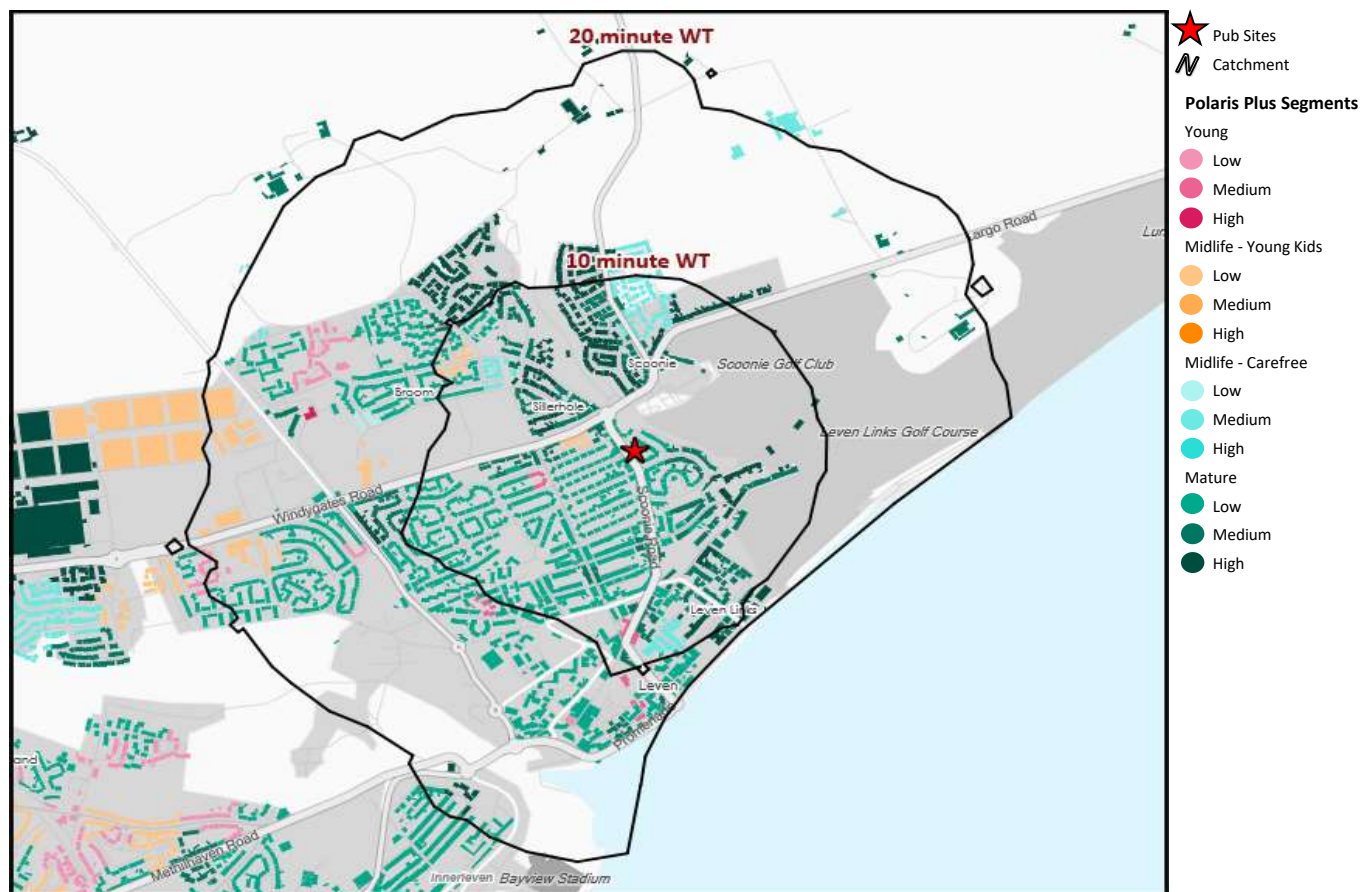 20 minute WT
Largo Road
Lun
10 minute WT
Scoonie
Scoonie Golf Club
Broom
Sillerhole
Leven Links Golf Course
Windygates Road
Scoonie Road
Leven Links
Leven
Promenade
and
Methilhaven Road
Innerleven
Bayview Stadium
Pub Sites
Catchment
Polaris Plus Segments
Young
Low
Medium
High
Midlife - Young Kids
Low
Medium
High
Midlife - Carefree
Low
Medium
High
Mature
Low
Medium
High